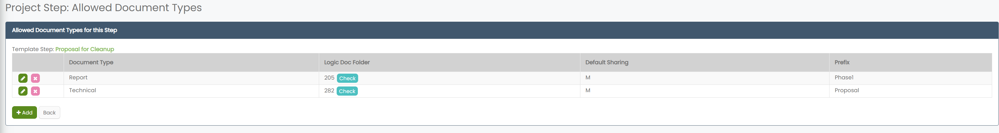 Project Step: Allowed Document Types
Allowed Document Types for this Step
Template Step: Proposal for Cleanup
Document Type Logic Doc Folder Default Sharing Prefix
Report 205 Check M Phase1
Technical 282 Check M Proposal
Add Back